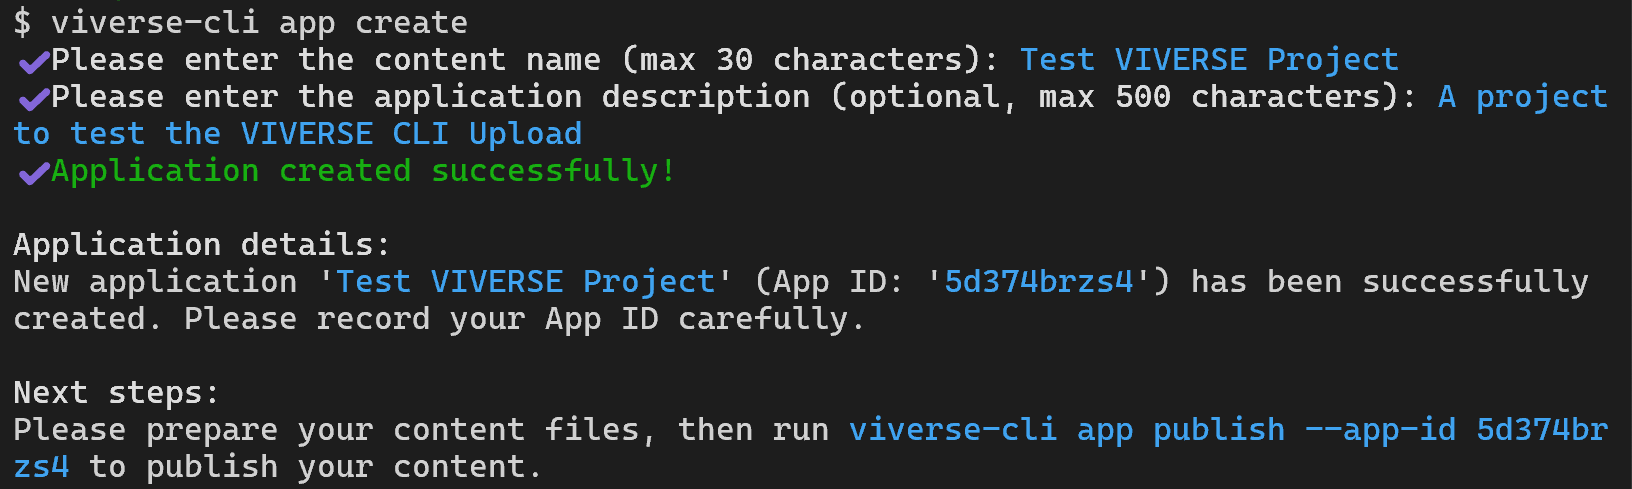 $ viverse-cli app create
✔Please enter the content name (max 30 characters): Test VIVERSE Project
✔Please enter the application description (optional, max 500 characters): A project
to test the VIVERSE CLI Upload
✔Application created successfully!
Application details:
New application 'Test VIVERSE Project' (App ID: '5d374brzs4') has been successfully
created. Please record your App ID carefully.
Next steps:
Please prepare your content files, then run viverse-cli app publish --app-id 5d374br
zs4 to publish your content.